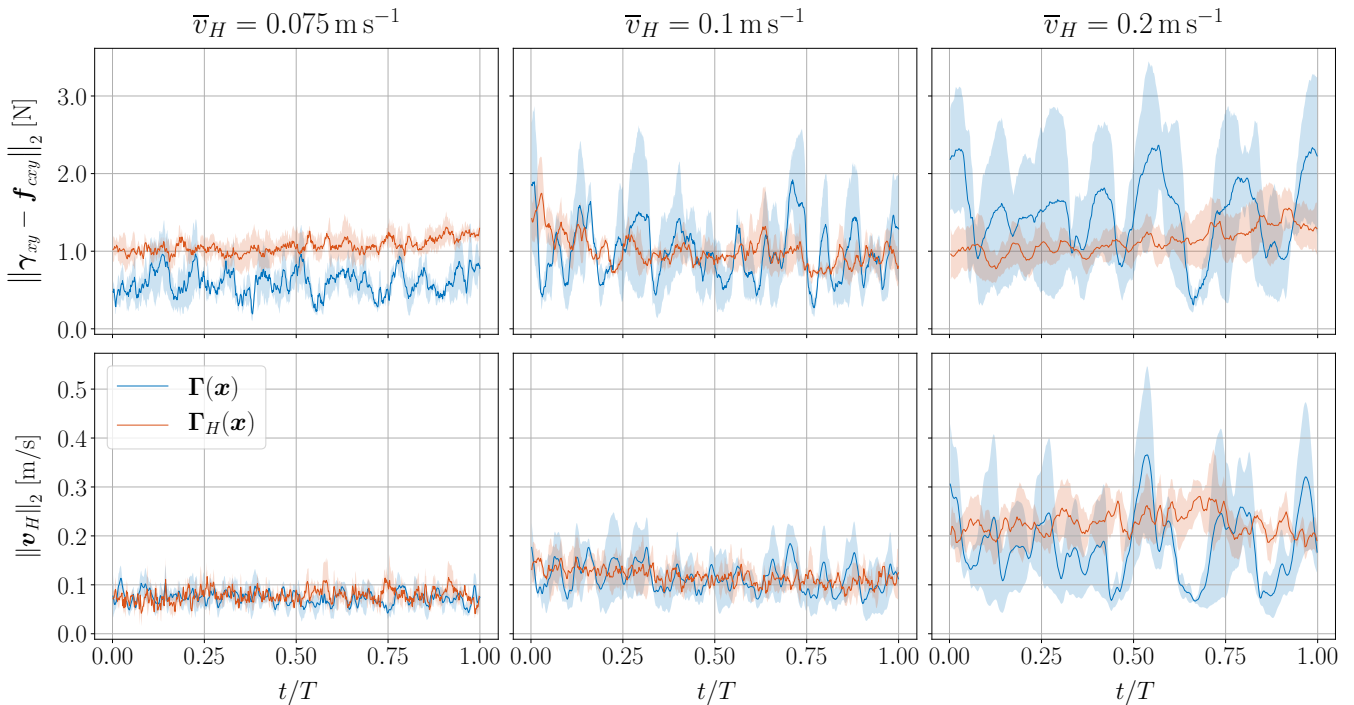 v̅_H = 0.075 m s⁻¹
v̅_H = 0.1 m s⁻¹
v̅_H = 0.2 m s⁻¹
‖γ_xy − f_cxy‖₂ [N]
3.0
2.0
1.0
0.0
‖v_H‖₂ [m/s]
0.5
0.4
0.3
0.2
0.1
0.0
Γ(x)
Γ_H(x)
0.00 0.25 0.50 0.75 1.00
0.00 0.25 0.50 0.75 1.00
0.00 0.25 0.50 0.75 1.00
t/T
t/T
t/T